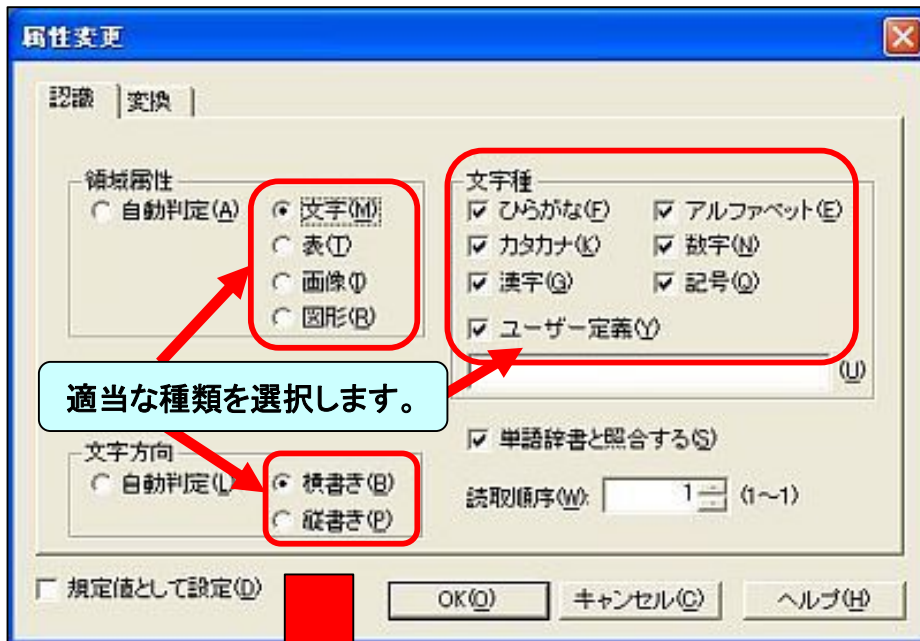 属性変更
認識 変換
領域属性
自動判定(A) 文字(M)
表(T)
画像(I)
図形(R)
文字種
ひらがな(F) アルファベット(E)
カタカナ(K) 数字(N)
漢字(G) 記号(Q)
ユーザー定義(Y)
(U)
適当な種類を選択します。
文字方向
自動判定(L) 横書き(B)
縦書き(P)
単語辞書と照合する(S)
読取順序(W): 1 (1～1)
規定値として設定(D)
OK(O) キャンセル(C) ヘルプ(H)